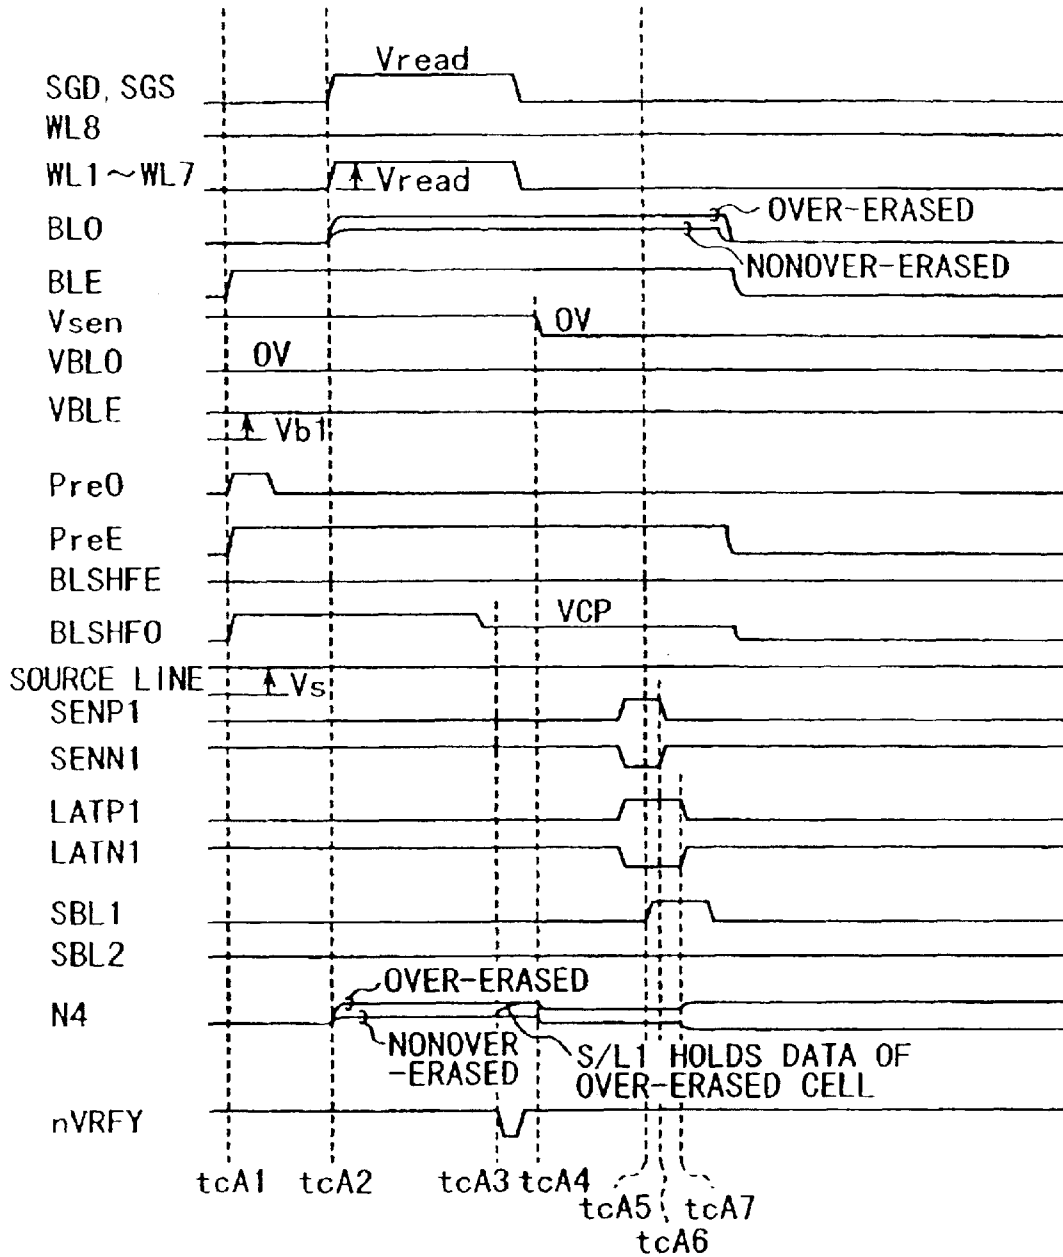 Vread
SGD, SGS
WL8
WL1~WL7
Vread
OVER-ERASED
BLO
NONOVER-ERASED
BLE
Vsen
0V
VBLO
0V
VBLE
Vb1
PreO
PreE
BLSHFE
VCP
BLSHFO
SOURCE LINE
Vs
SENP1
SENN1
LATP1
LATN1
SBL1
SBL2
OVER-ERASED
N4
NONOVER
-ERASED
S/L1 HOLDS DATA OF
OVER-ERASED CELL
nVRFY
tcA1
tcA2
tcA3
tcA4
tcA5
tcA7
tcA6